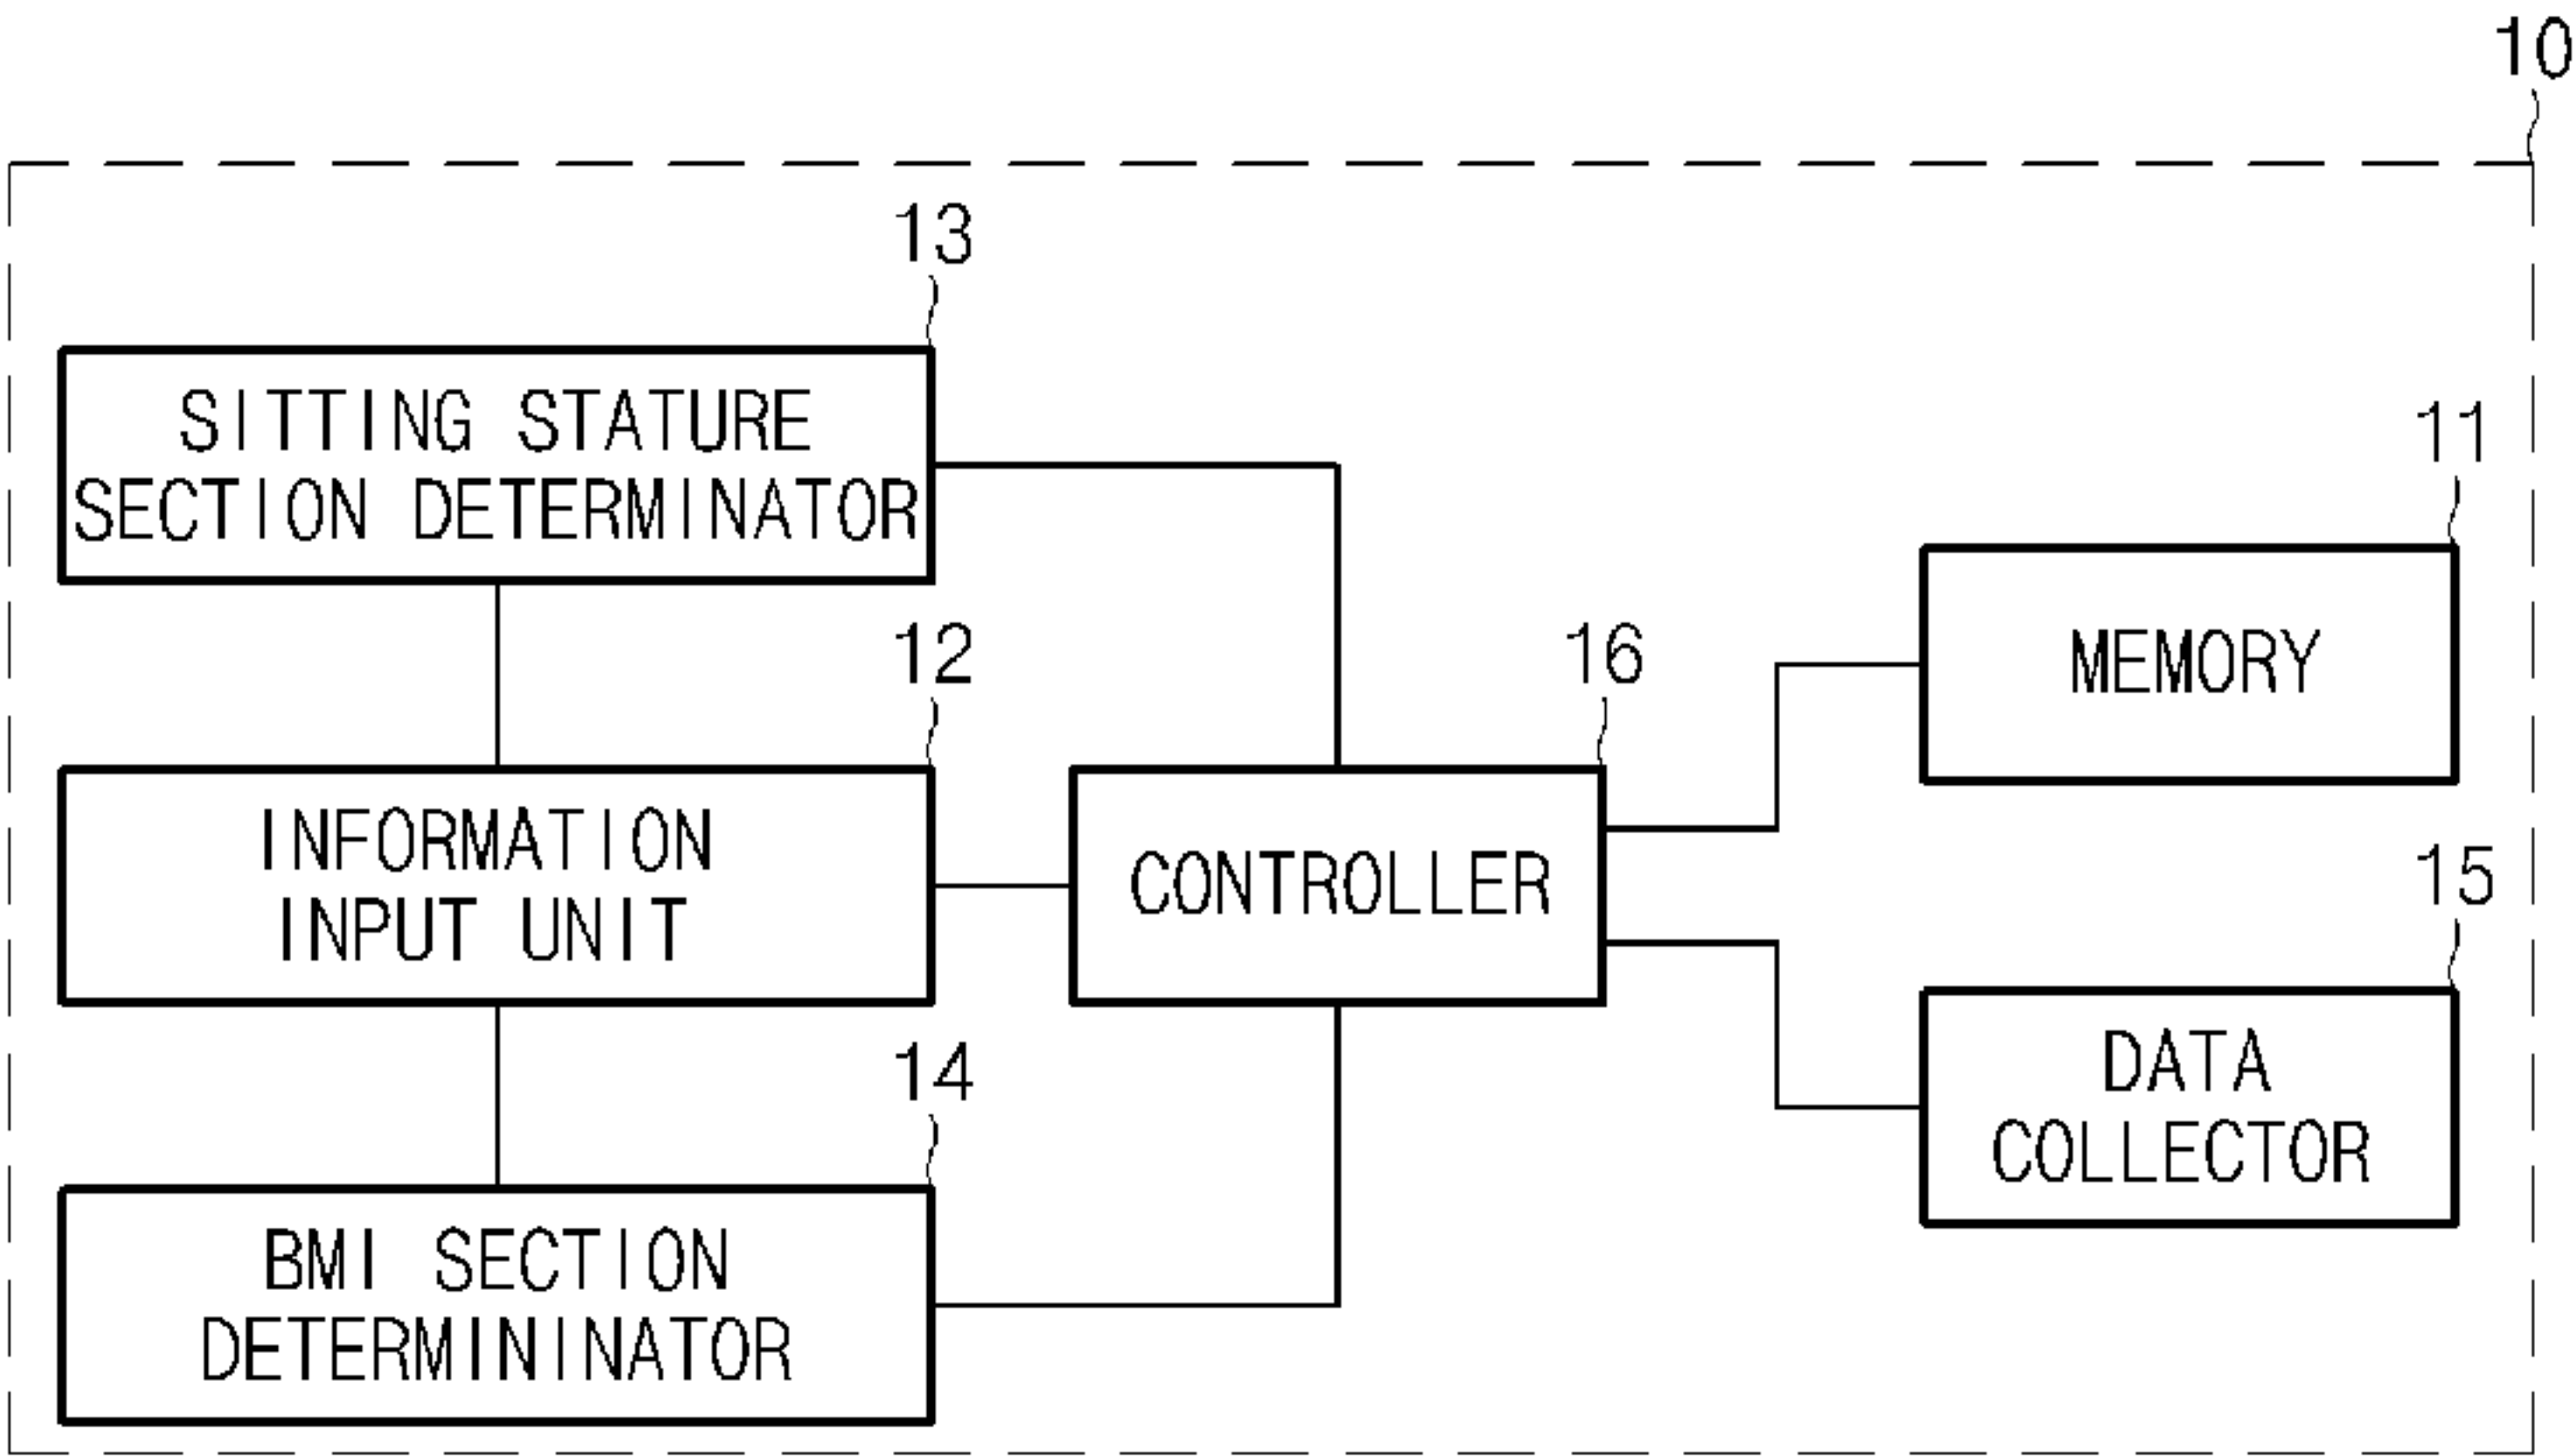 10
13
SITTING STATURE
SECTION DETERMINATOR
11
MEMORY
12
INFORMATION
INPUT UNIT
16
CONTROLLER
15
DATA
COLLECTOR
14
BMI SECTION
DETERMININATOR